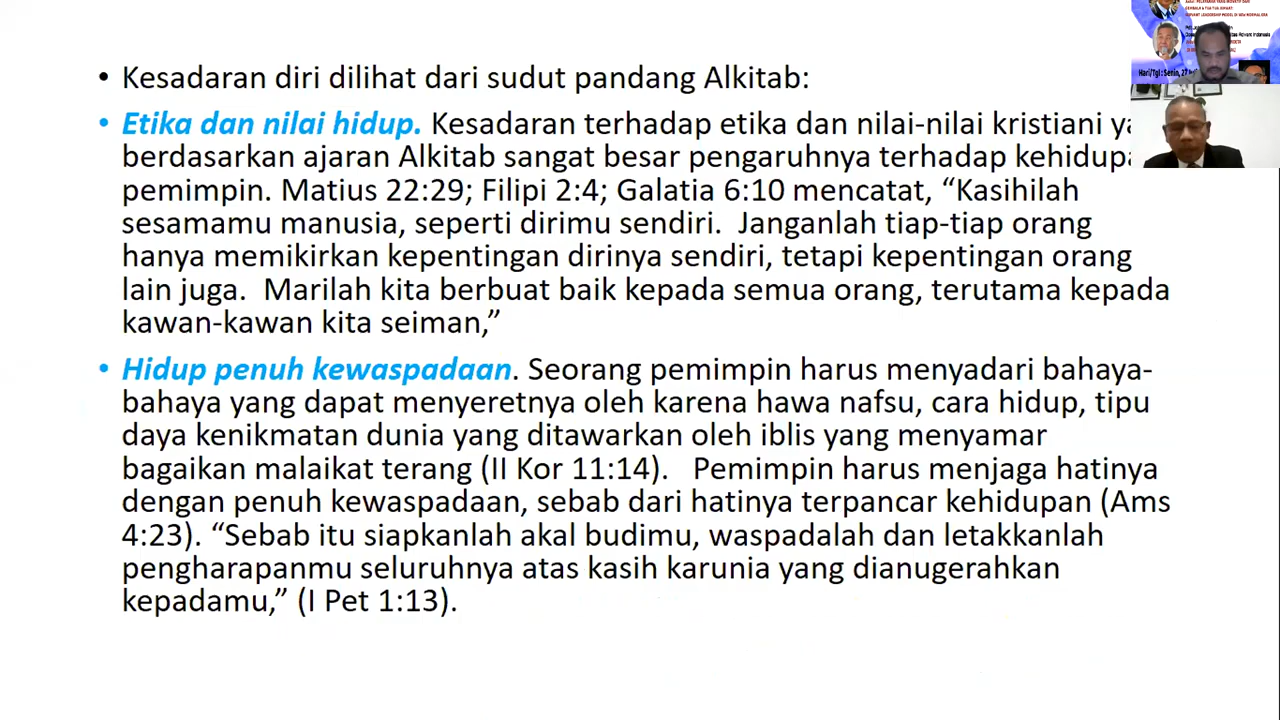 • Kesadaran diri dilihat dari sudut pandang Alkitab:
• Etika dan nilai hidup. Kesadaran terhadap etika dan nilai-nilai kristiani
berdasarkan ajaran Alkitab sangat besar pengaruhnya terhadap
pemimpin. Matius 22:29; Filipi 2:4; Galatia 6:10 mencatat, “Kasihilah
sesamamu manusia, seperti dirimu sendiri. Janganlah tiap-tiap orang
hanya memikirkan kepentingan dirinya sendiri, tetapi kepentingan orang
lain juga. Marilah kita berbuat baik kepada semua orang, terutama kepada
kawan-kawan kita seiman,”
• Hidup penuh kewaspadaan. Seorang pemimpin harus menyadari bahaya-
bahaya yang dapat menyeretnya oleh karena hawa nafsu, cara hidup, tipu
daya kenikmatan dunia yang ditawarkan oleh iblis yang menyamar
bagaikan malaikat terang (II Kor 11:14). Pemimpin harus menjaga hatinya
dengan penuh kewaspadaan, sebab dari hatinya terpancar kehidupan (Ams
4:23). “Sebab itu siapkanlah akal budimu, waspadalah dan letakkanlah
pengharapanmu seluruhnya atas kasih karunia yang dianugerahkan
kepadamu,” (I Pet 1:13).
Hari/Tgl : Senin, 27